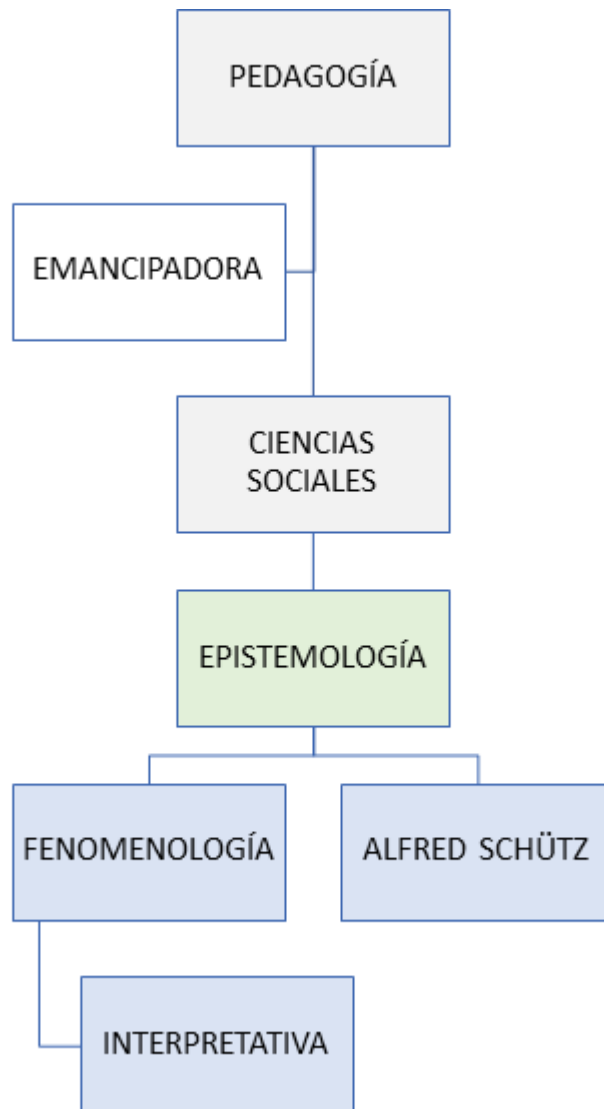 PEDAGOGÍA
EMANCIPADORA
CIENCIAS
SOCIALES
EPISTEMOLOGÍA
FENOMENOLOGÍA
ALFRED SCHÜTZ
INTERPRETATIVA